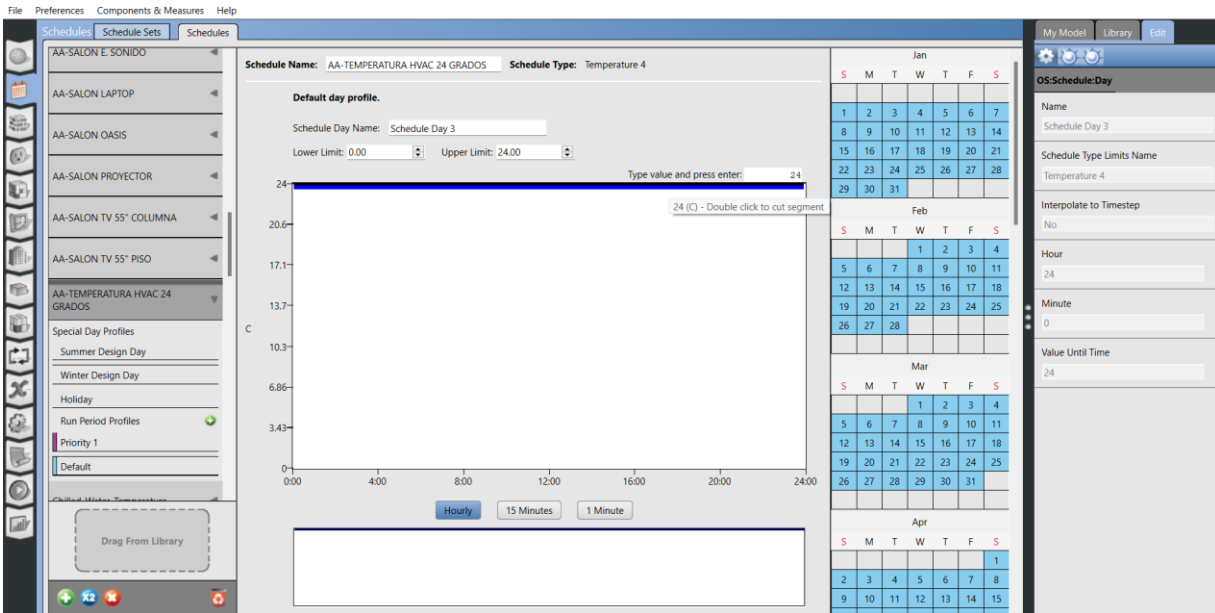 File Preferences Components & Measures Help
Schedules Schedule Sets Schedules
AA-SALON E. SONIDO
AA-SALON LAPTOP
AA-SALON OASIS
AA-SALON PROYECTOR
AA-SALON TV 55" COLUMNA
AA-SALON TV 55" PISO
AA-TEMPERATURA HVAC 24
GRADOS
Special Day Profiles
Summer Design Day
Winter Design Day
Holiday
Run Period Profiles
Priority 1
Default
Chilled Water Temperature
Drag From Library
X2
Schedule Name: AA-TEMPERATURA HVAC 24 GRADOS Schedule Type: Temperature 4
Default day profile.
Schedule Day Name: Schedule Day 3
Lower Limit: 0.00 Upper Limit: 24.00
Type value and press enter: 24
24 (C) - Double click to cut segment
24
20.6
17.1
13.7
C
10.3
6.86
3.43
0
0:00 4:00 8:00 12:00 16:00 20:00 24:00
Hourly 15 Minutes 1 Minute
Jan
S M T W T F S
1 2 3 4 5 6 7
8 9 10 11 12 13 14
15 16 17 18 19 20 21
22 23 24 25 26 27 28
29 30 31
Feb
S M T W T F S
1 2 3 4
5 6 7 8 9 10 11
12 13 14 15 16 17 18
19 20 21 22 23 24 25
26 27 28
Mar
S M T W T F S
1 2 3 4
5 6 7 8 9 10 11
12 13 14 15 16 17 18
19 20 21 22 23 24 25
26 27 28 29 30 31
Apr
S M T W T F S
1
2 3 4 5 6 7 8
9 10 11 12 13 14 15
My Model Library Edit
OS:Schedule:Day
Name
Schedule Day 3
Schedule Type Limits Name
Temperature 4
Interpolate to Timestep
No
Hour
24
Minute
0
Value Until Time
24